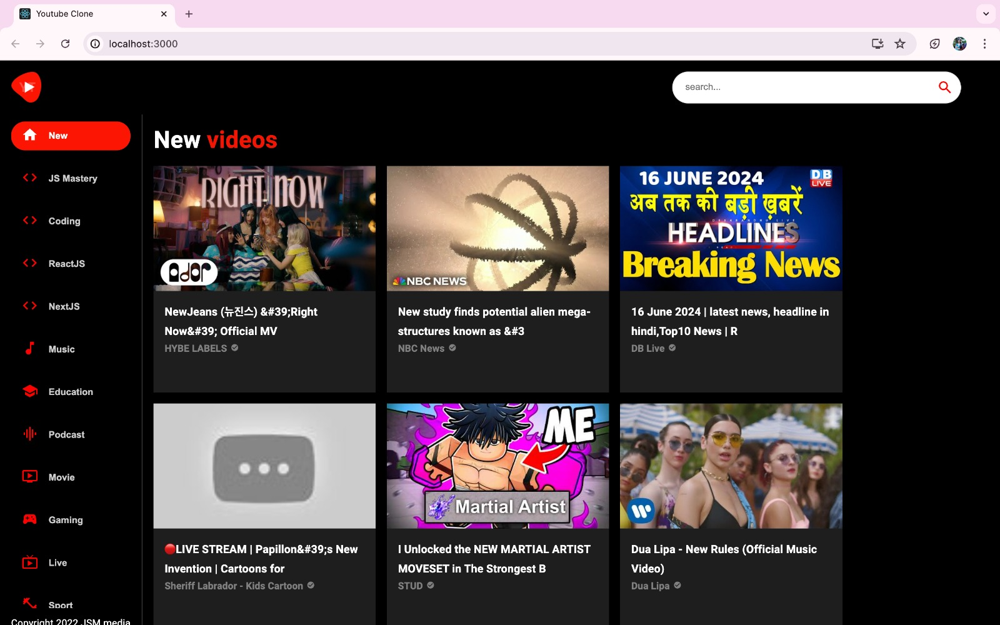 Youtube Clone
localhost:3000
search...
New
JS Mastery
Coding
ReactJS
NextJS
Music
Education
Podcast
Movie
Gaming
Live
Sport
Copyright 2022 JSM media
New videos
RIGHT NOW
ador
NewJeans (뉴진스) &#39;Right
Now&#39; Official MV
HYBE LABELS
NBC NEWS
New study finds potential alien mega-
structures known as &#3
NBC News
16 JUNE 2024
DB
LIVE
अब तक की बड़ी ख़बरें
HEADLINES
Breaking News
16 June 2024 | latest news, headline in
hindi,Top10 News | R
DB Live
🔴LIVE STREAM | Papillon&#39;s New
Invention | Cartoons for
Sheriff Labrador - Kids Cartoon
ME
Martial Artist
I Unlocked the NEW MARTIAL ARTIST
MOVESET in The Strongest B
STUD
Dua Lipa - New Rules (Official Music
Video)
Dua Lipa